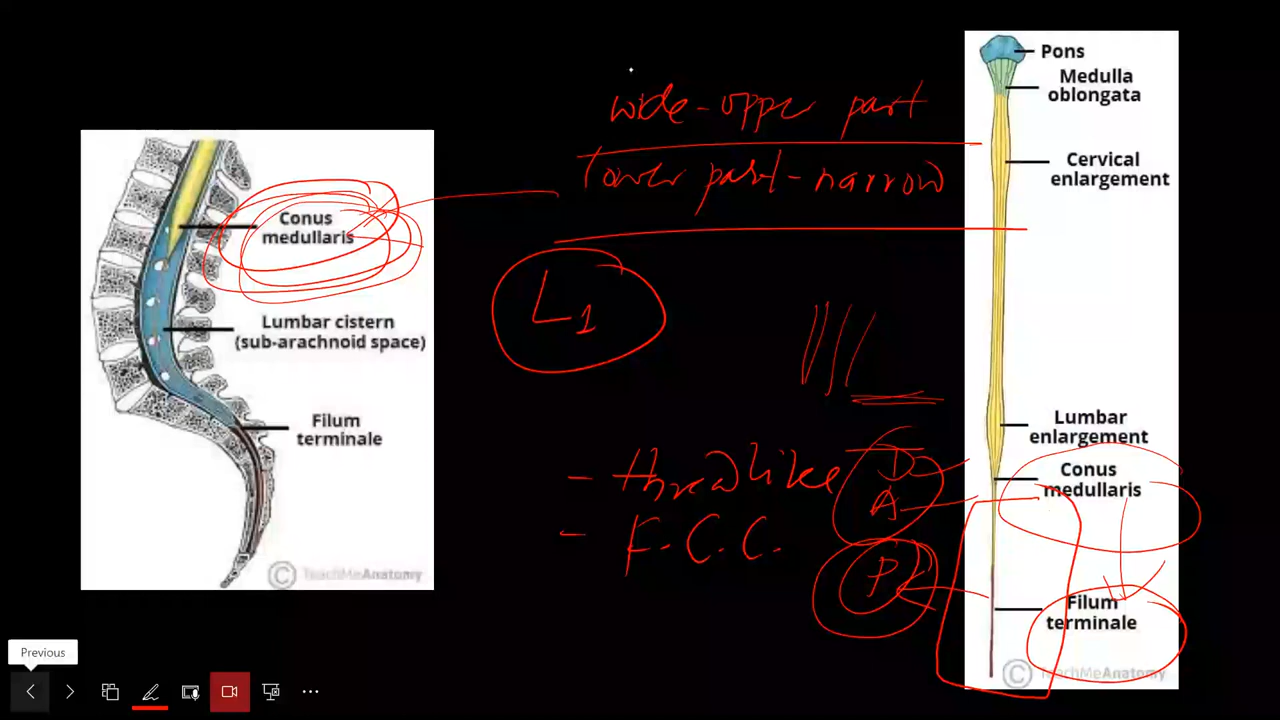 Pons
Medulla
oblongata
wide-upper part
Cervical
enlargement
lower part-narrow
Conus
medullaris
L1
Lumbar cistern
(sub-arachnoid space)
Filum
terminale
Lumbar
enlargement
Conus
medullaris
- threadlike
D
A
- F.C.C.
P
Filum
terminale
© TeachMeAnatomy
© TeachMeAnatomy
Previous